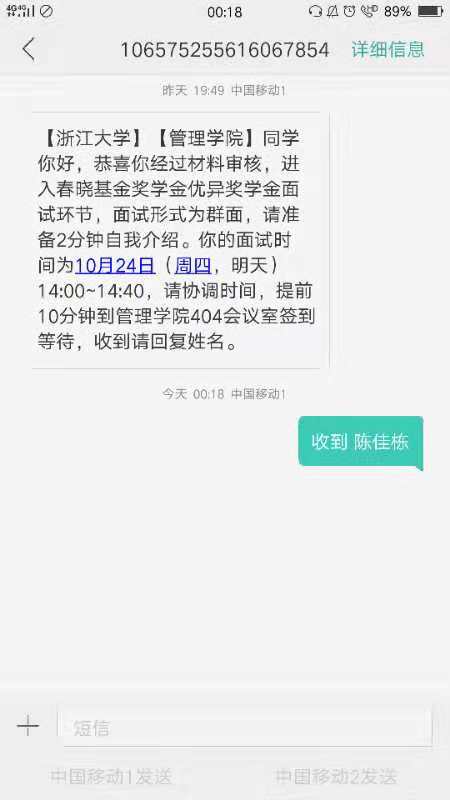 4G 4G 00:18 89%
106575255616067854 详细信息
昨天 19:49 中国移动1
【浙江大学】【管理学院】同学
你好，恭喜你经过材料审核，进
入春晓基金奖学金优异奖学金面
试环节，面试形式为群面，请准
备2分钟自我介绍。你的面试时
间为10月24日（周四，明天）
14:00~14:40，请协调时间，提前
10分钟到管理学院404会议室签到
等待，收到请回复姓名。
今天 00:18 中国移动1
收到 陈佳栋
短信
中国移动1发送 中国移动2发送